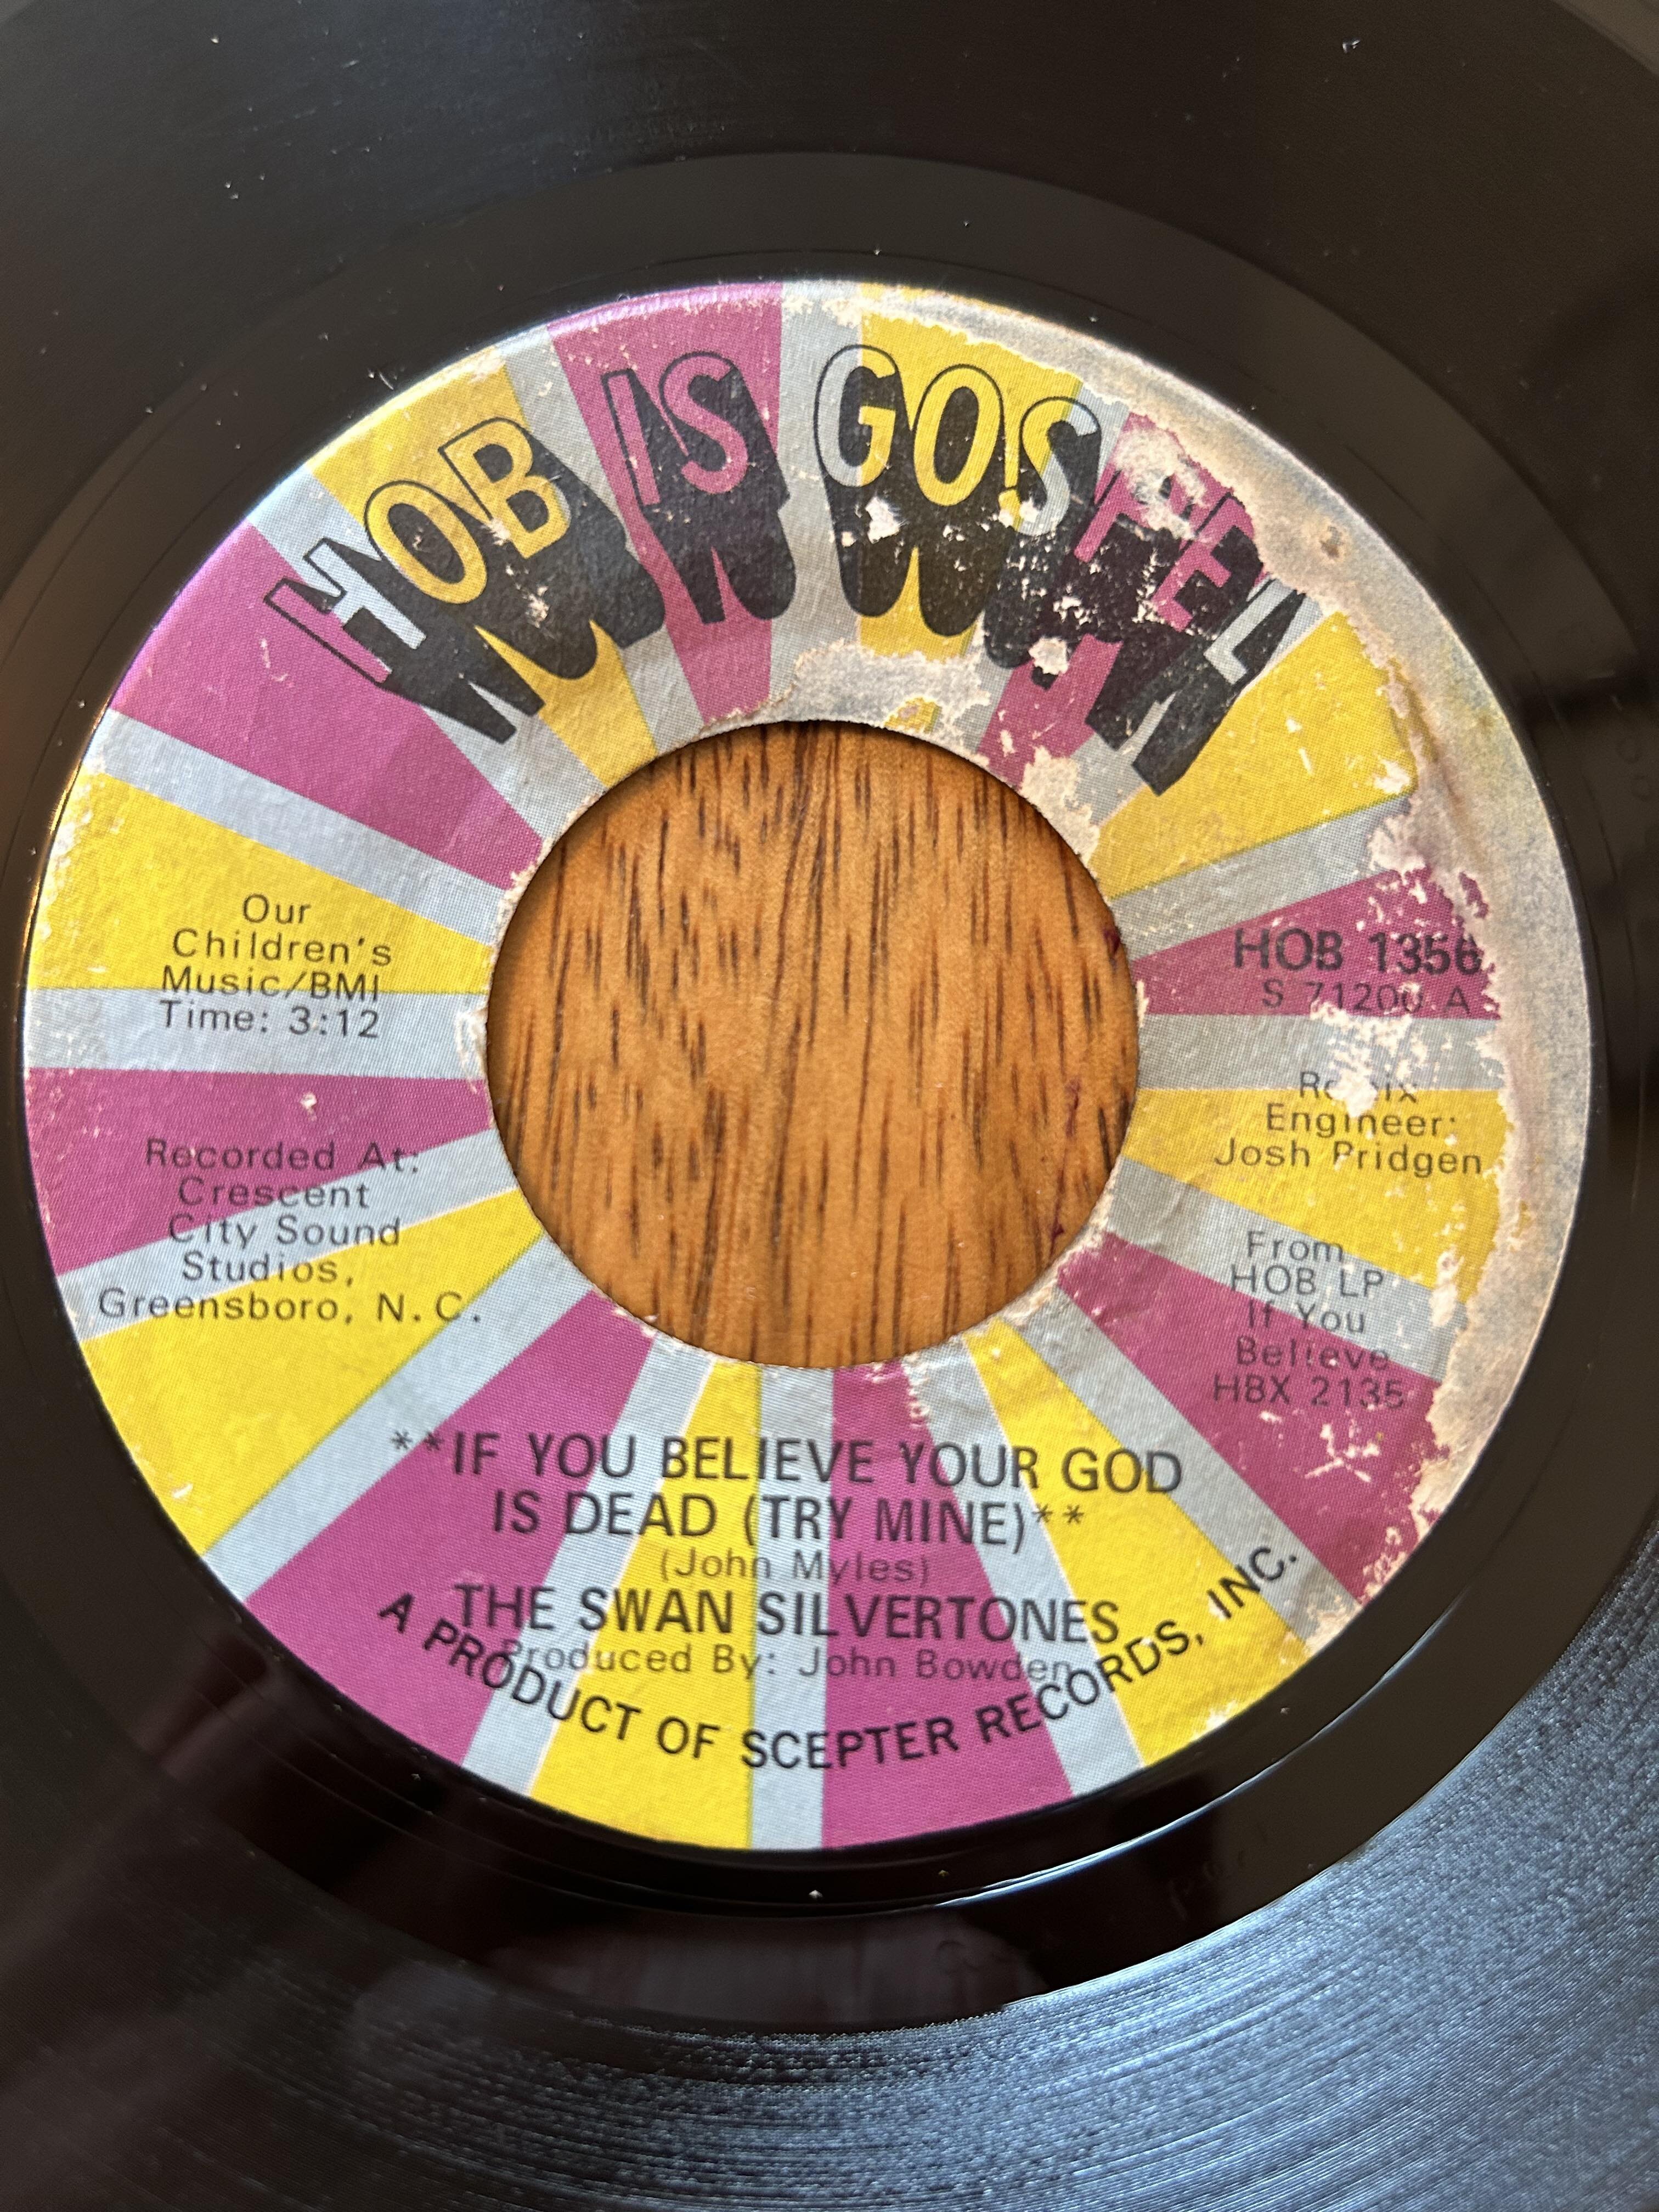 HOB IS GOSPEL
Our
Children's
Music/BMI
Time: 3:12
Recorded At:
Crescent
City Sound
Studios,
Greensboro, N.C.
HOB 1356
S 71200 A
Remix
Engineer:
Josh Pridgen
From
HOB LP
If You
Believe
HBX 2135
**IF YOU BELIEVE YOUR GOD
IS DEAD (TRY MINE)**
(John Myles)
THE SWAN SILVERTONES
Produced By: John Bowden
A PRODUCT OF SCEPTER RECORDS, INC.